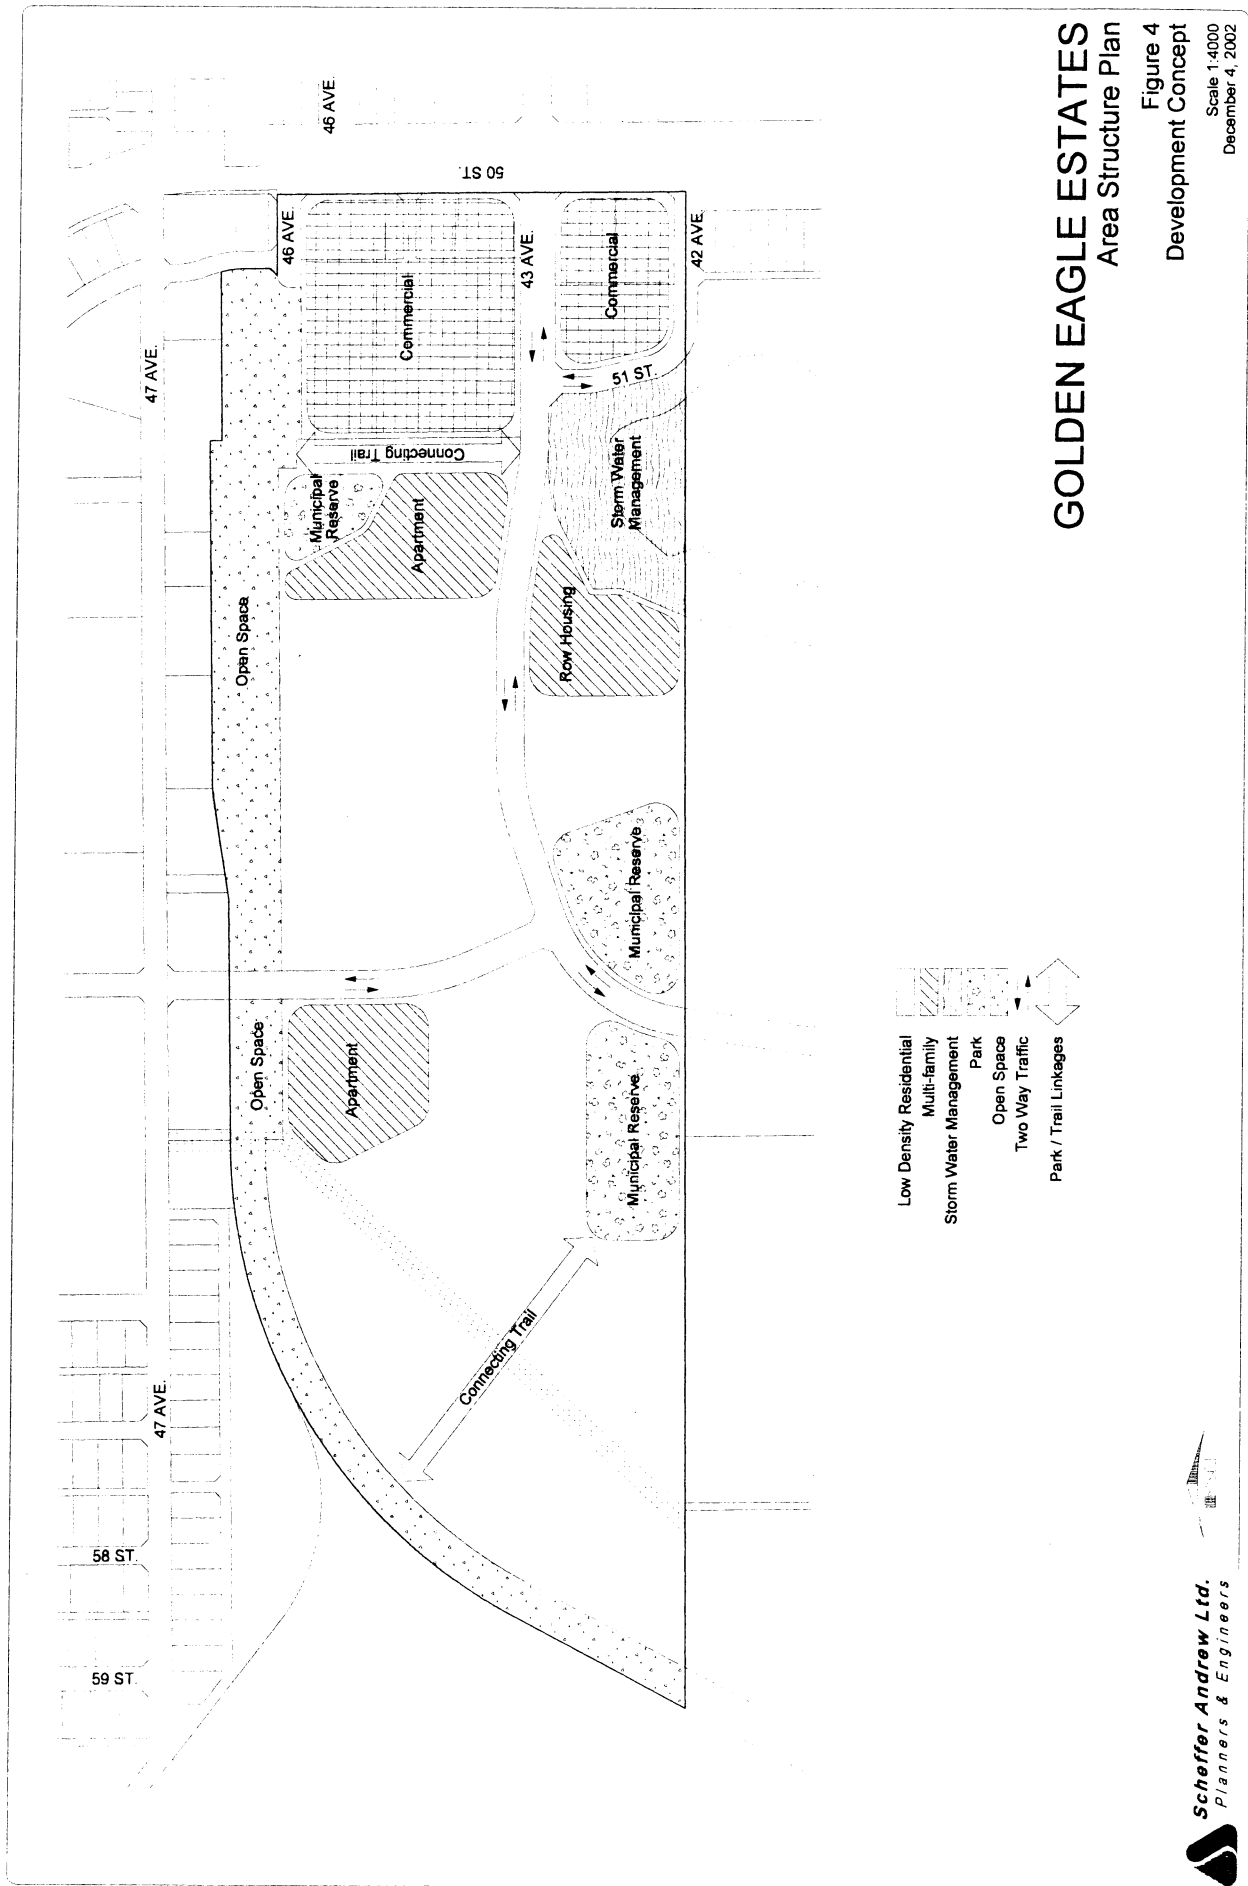 GOLDEN EAGLE ESTATES
Area Structure Plan
Figure 4
Development Concept
Scale 1:4000
December 4, 2002
59 ST.
58 ST.
47 AVE.
47 AVE.
46 AVE.
50 ST.
46 AVE.
43 AVE.
42 AVE.
51 ST.
Open Space
Open Space
Commercial
Commercial
Connecting Trail
Municipal
Reserve
Apartment
Storm Water
Management
Row Housing
Municipal Reserve
Apartment
Municipal Reserve
Connecting Trail
Low Density Residential
Multi-family
Storm Water Management
Park
Open Space
Two Way Traffic
Park / Trail Linkages
Scheffer Andrew Ltd.
Planners & Engineers